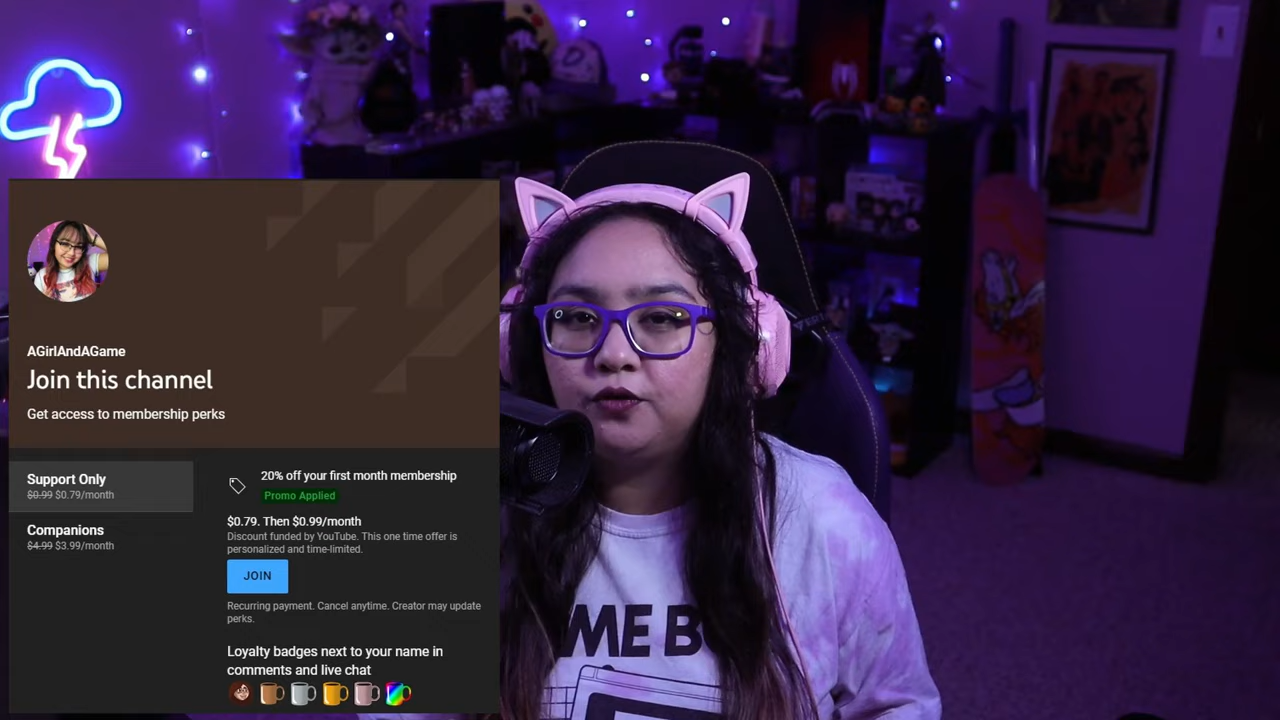 AGirlAndAGame
Join this channel
Get access to membership perks
Support Only
$0.99 $0.79/month
Companions
$4.99 $3.99/month
20% off your first month membership
Promo Applied
$0.79. Then $0.99/month
Discount funded by YouTube. This one time offer is
personalized and time-limited.
JOIN
Recurring payment. Cancel anytime. Creator may update
perks.
Loyalty badges next to your name in
comments and live chat
ME B